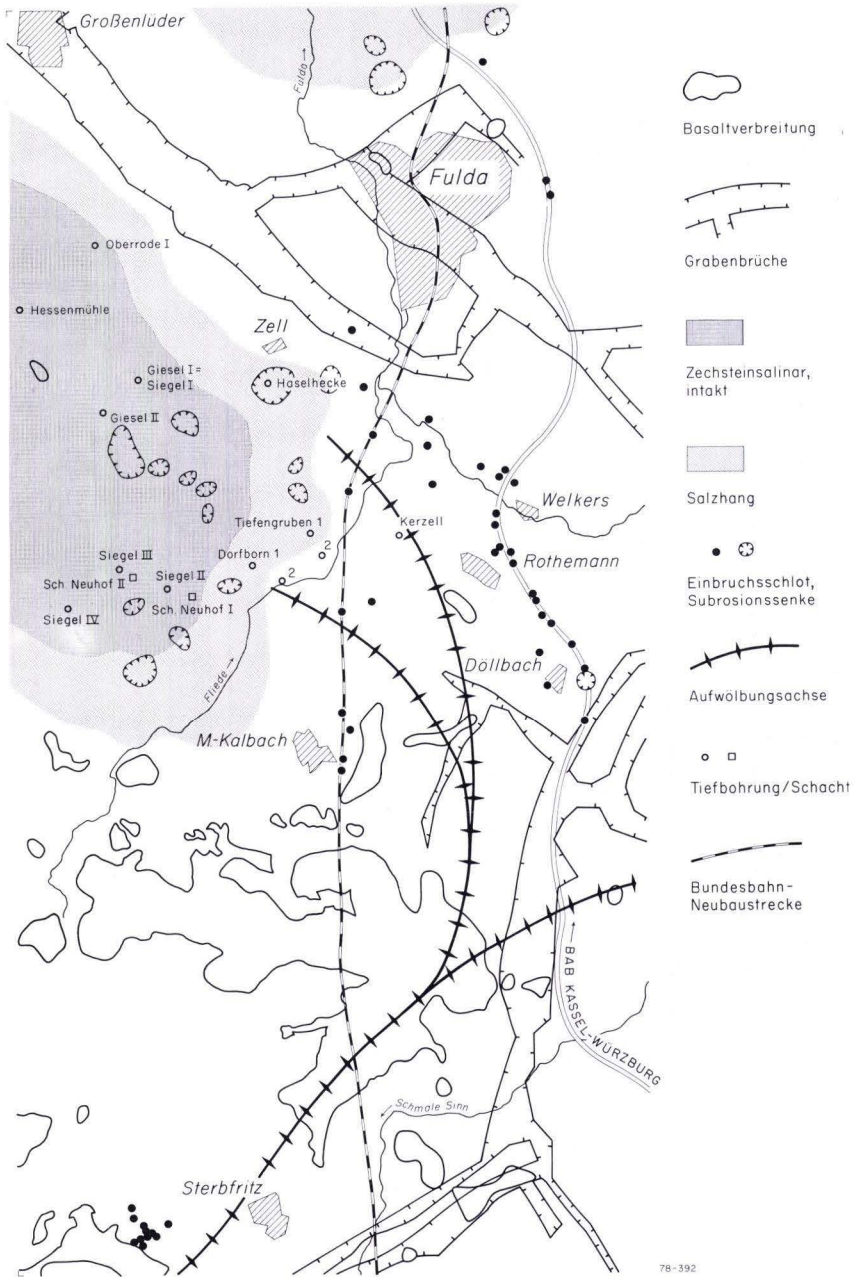 Großenlüder
Fulda →
Fulda
Oberrode I
Hessenmühle
Zell
Giesel I =
Siegel I
Haselhecke
Giesel II
Welkers
Tiefengruben 1
Kerzell
2
Rothemann
Siegel III
Dorfborn 1
Sch. Neuhof II
Siegel II
2
Siegel IV
Sch. Neuhof I
Döllbach
Fliede →
M-Kalbach
← BAB KASSEL-WÜRZBURG
Schmale Sinn
Sterbfritz
Basaltverbreitung
Grabenbrüche
Zechsteinsalinar,
intakt
Salzhang
Einbruchsschlot,
Subrosionssenke
Aufwölbungsachse
Tiefbohrung/Schacht
Bundesbahn-
Neubaustrecke
78-392